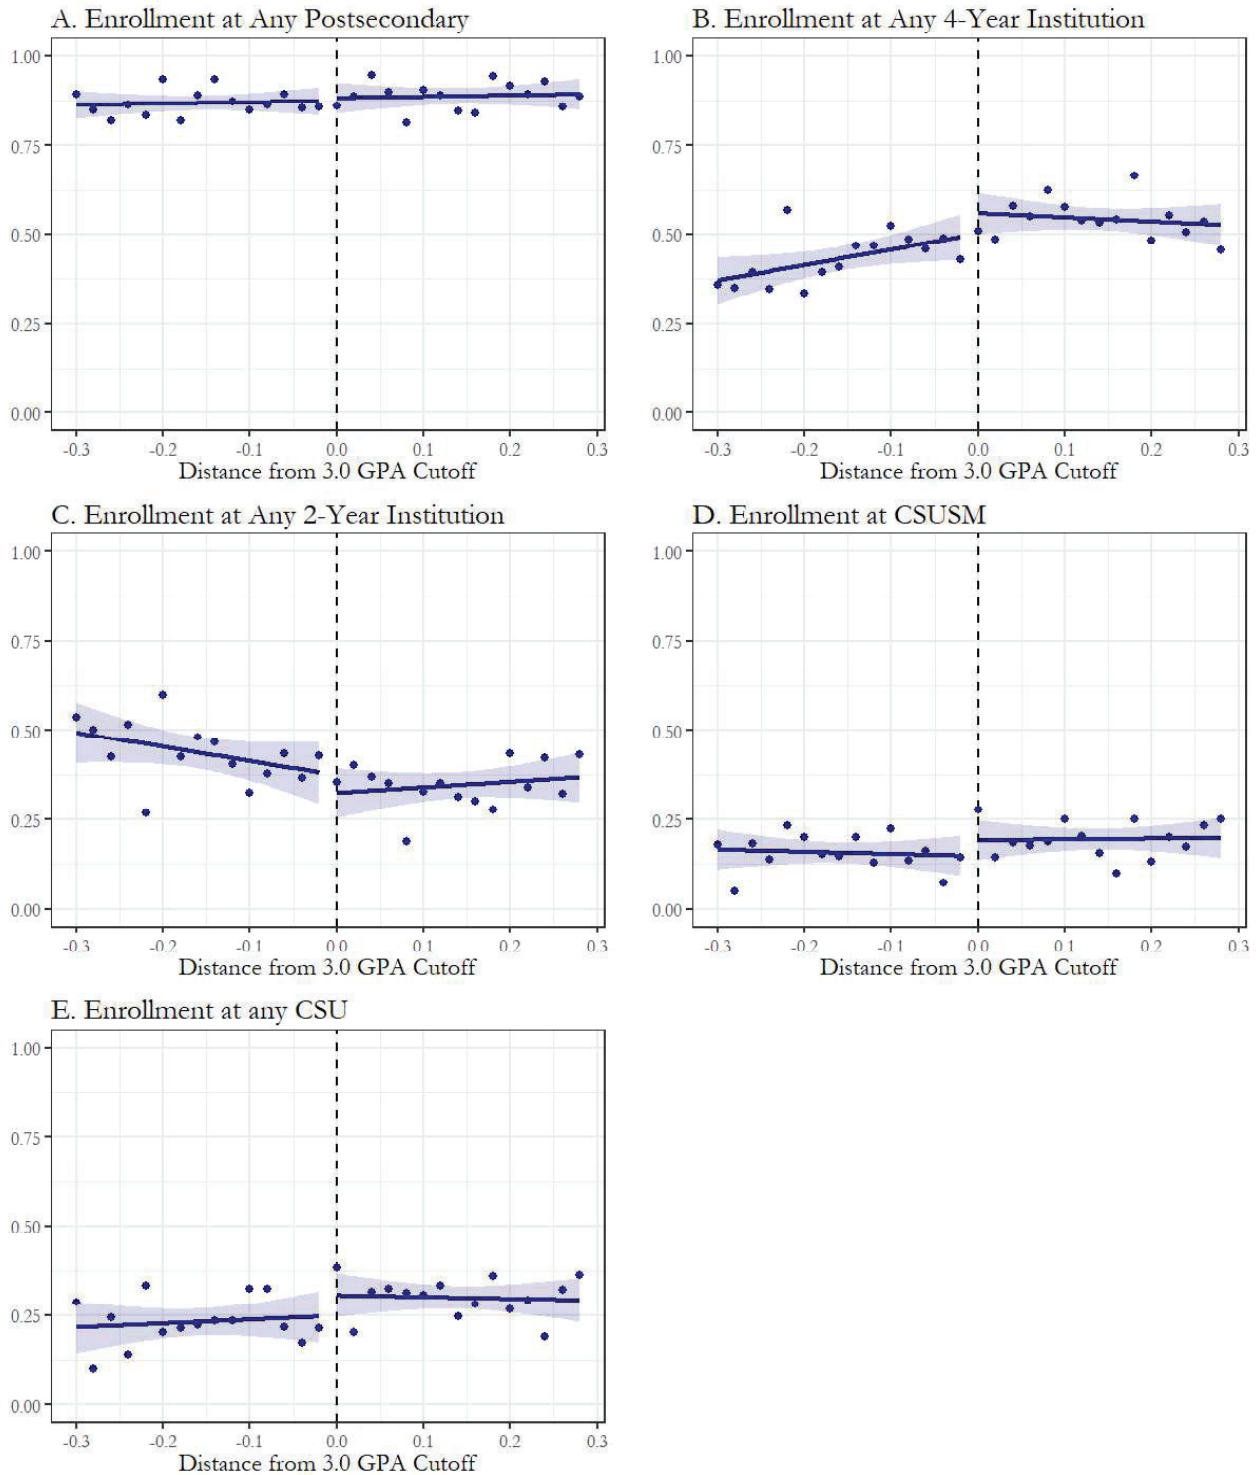 A. Enrollment at Any Postsecondary
1.00
0.75
0.50
0.25
0.00
-0.3 -0.2 -0.1 0.0 0.1 0.2 0.3
Distance from 3.0 GPA Cutoff
B. Enrollment at Any 4-Year Institution
1.00
0.75
0.50
0.25
0.00
-0.3 -0.2 -0.1 0.0 0.1 0.2 0.3
Distance from 3.0 GPA Cutoff
C. Enrollment at Any 2-Year Institution
1.00
0.75
0.50
0.25
0.00
-0.3 -0.2 -0.1 0.0 0.1 0.2 0.3
Distance from 3.0 GPA Cutoff
D. Enrollment at CSUSM
1.00
0.75
0.50
0.25
0.00
-0.3 -0.2 -0.1 0.0 0.1 0.2 0.3
Distance from 3.0 GPA Cutoff
E. Enrollment at any CSU
1.00
0.75
0.50
0.25
0.00
-0.3 -0.2 -0.1 0.0 0.1 0.2 0.3
Distance from 3.0 GPA Cutoff